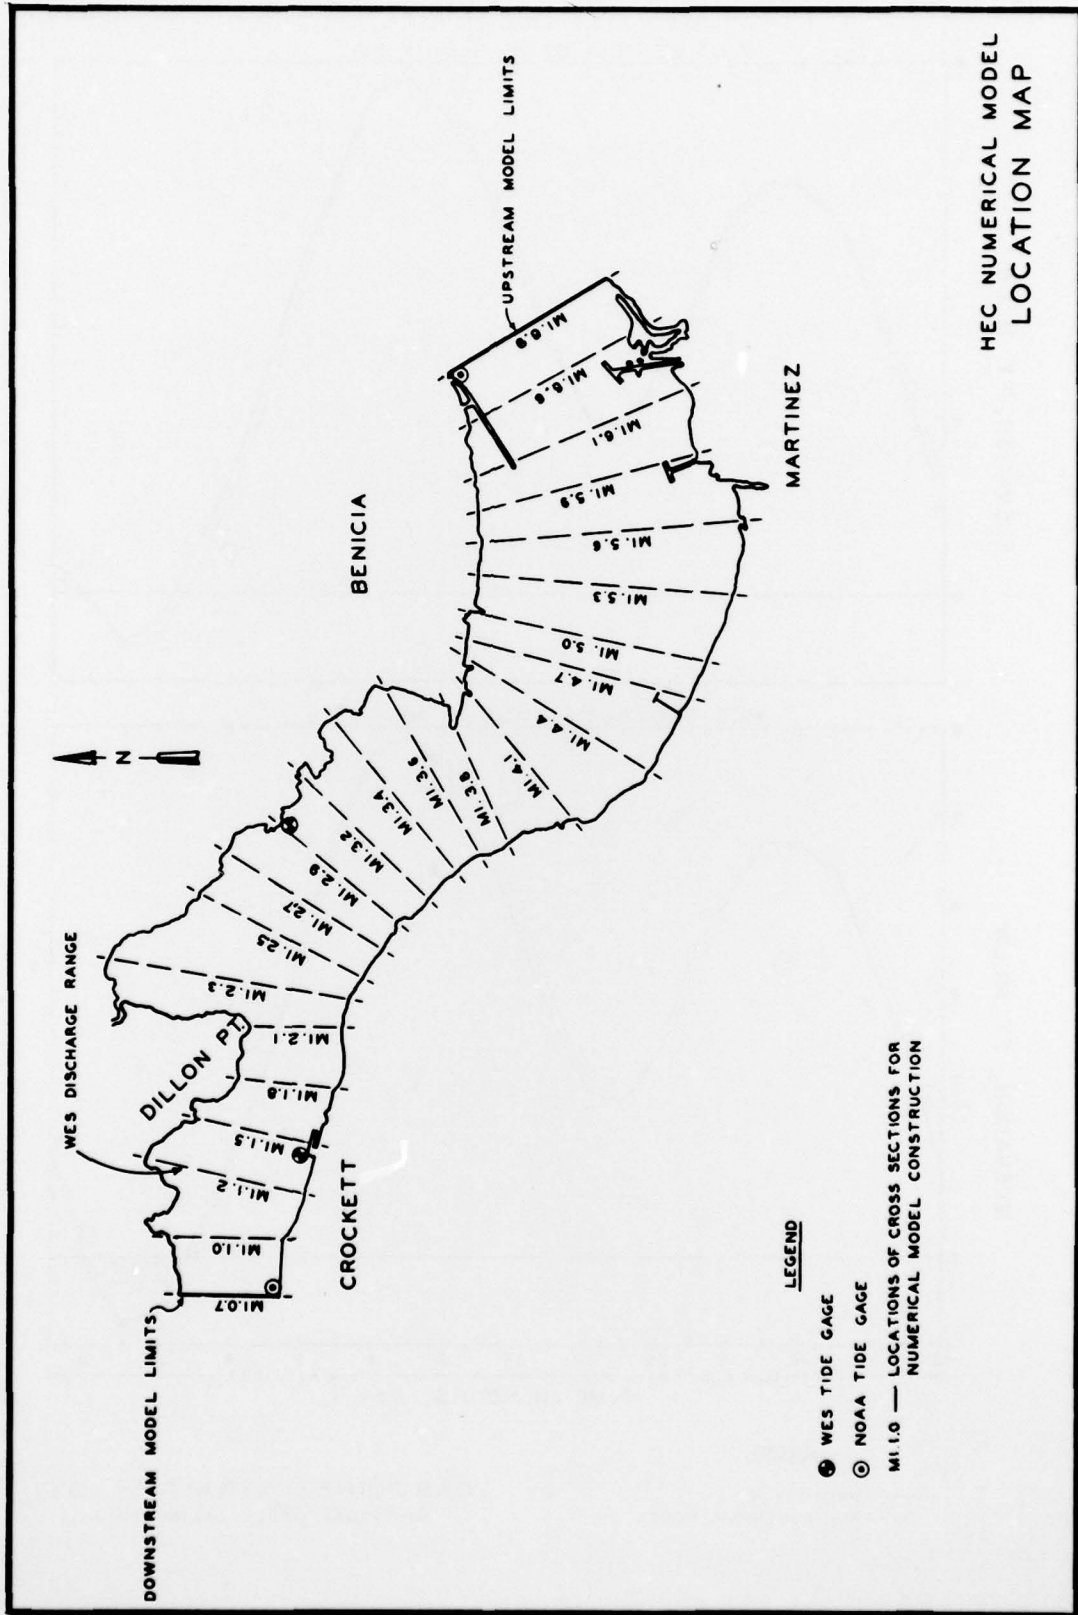 DOWNSTREAM MODEL LIMITS
WES DISCHARGE RANGE
DILLON PT.
N
BENICIA
UPSTREAM MODEL LIMITS
CROCKETT
MARTINEZ
MI.0.7
MI.1.0
MI.1.2
MI.1.5
MI.1.8
MI.2.1
MI.2.3
MI.2.5
MI.2.7
MI.2.9
MI.3.2
MI.3.4
MI.3.6
MI.3.8
MI.4.1
MI.4.4
MI.4.7
MI.5.0
MI.5.3
MI.5.6
MI.5.9
MI.6.1
MI.6.6
MI.6.9
LEGEND
WES TIDE GAGE
NOAA TIDE GAGE
MI.1.0 — LOCATIONS OF CROSS SECTIONS FOR
NUMERICAL MODEL CONSTRUCTION
HEC NUMERICAL MODEL
LOCATION MAP